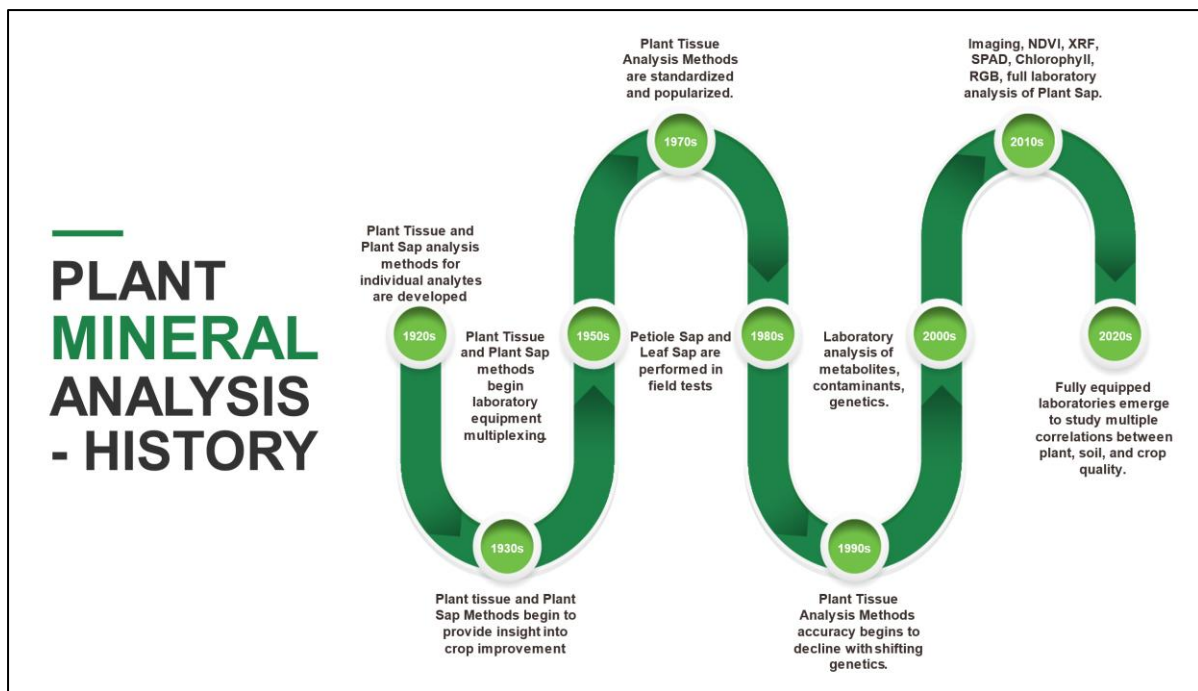 PLANT
MINERAL
ANALYSIS
- HISTORY
Plant Tissue and
Plant Sap analysis
methods for
individual analytes
are developed
1920s
1930s
Plant tissue and Plant
Sap Methods begin to
provide insight into
crop improvement
Plant Tissue
and Plant Sap
methods
begin
laboratory
equipment
multiplexing.
1950s
Plant Tissue
Analysis Methods
are standardized
and popularized.
1970s
Petiole Sap and
Leaf Sap are
performed in
field tests
1980s
1990s
Plant Tissue
Analysis Methods
accuracy begins to
decline with shifting
genetics.
Laboratory
analysis of
metabolites,
contaminants,
genetics.
2000s
Imaging, NDVI, XRF,
SPAD, Chlorophyll,
RGB, full laboratory
analysis of Plant Sap.
2010s
2020s
Fully equipped
laboratories emerge
to study multiple
correlations between
plant, soil, and crop
quality.